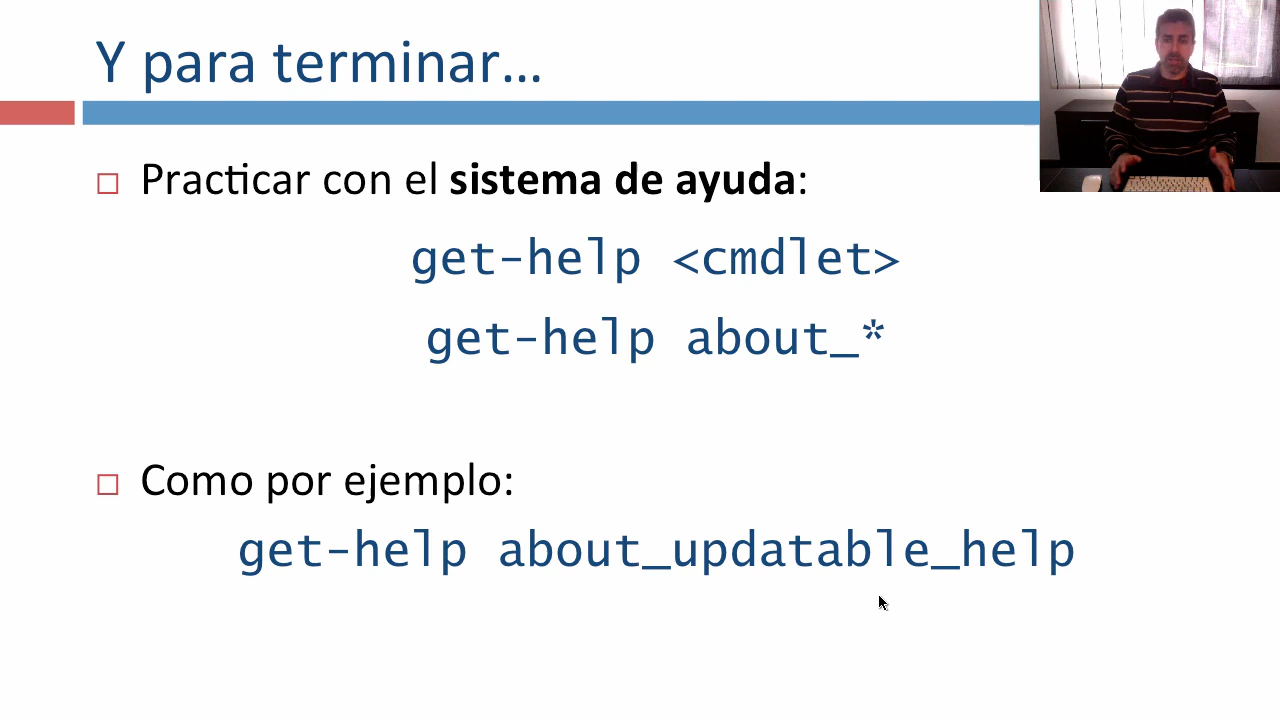 Y para terminar…
Practicar con el sistema de ayuda:
get-help <cmdlet>
get-help about_*
Como por ejemplo:
get-help about_updatable_help